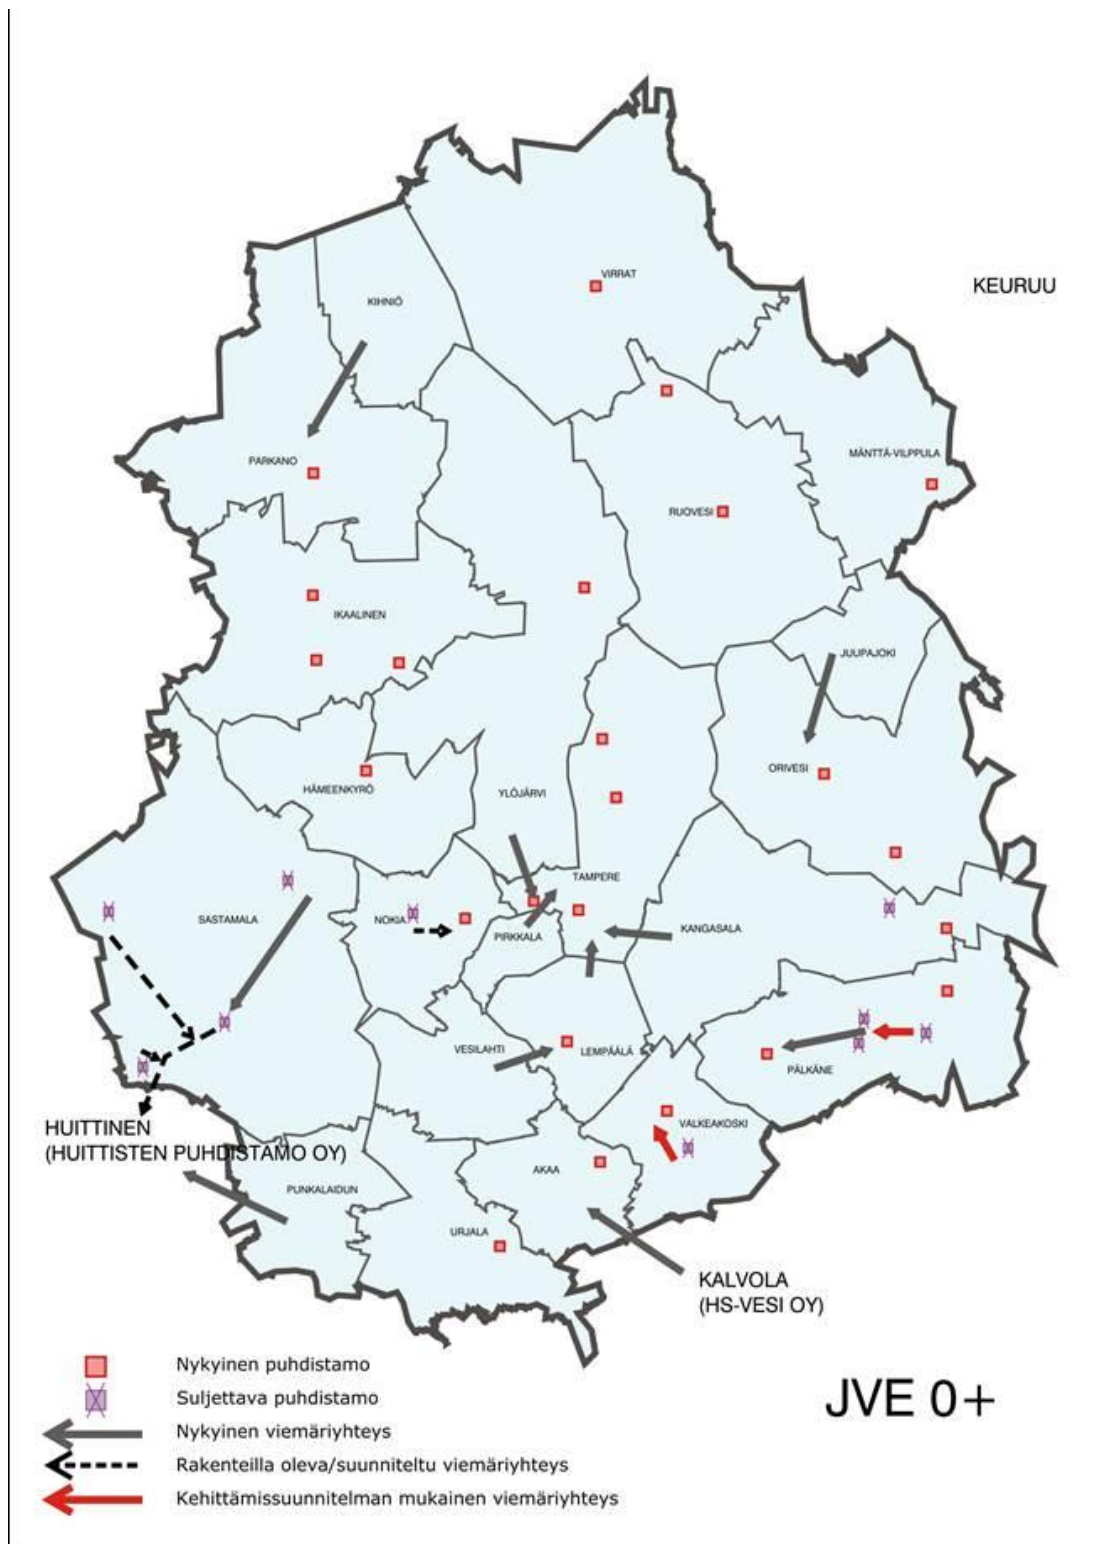 VIRRAT
KEURUU
KIHNIÖ
PARKANO
MÄNTTÄ-VILPPULA
RUOVESI
IKAALINEN
JUUPAJOKI
ORIVESI
HÄMEENKYRÖ
YLÖJÄRVI
TAMPERE
SASTAMALA
NOKIA
PIRKKALA
KANGASALA
VESILAHTI
LEMPÄÄLÄ
PÄLKÄNE
HUITTINEN
(HUITTISTEN PUHDISTAMO OY)
VALKEAKOSKI
AKAA
PUNKALAIDUN
URJALA
KALVOLA
(HS-VESI OY)
Nykyinen puhdistamo
Suljettava puhdistamo
JVE 0+
Nykyinen viemäriyhteys
Rakenteilla oleva/suunniteltu viemäriyhteys
Kehittämissuunnitelman mukainen viemäriyhteys